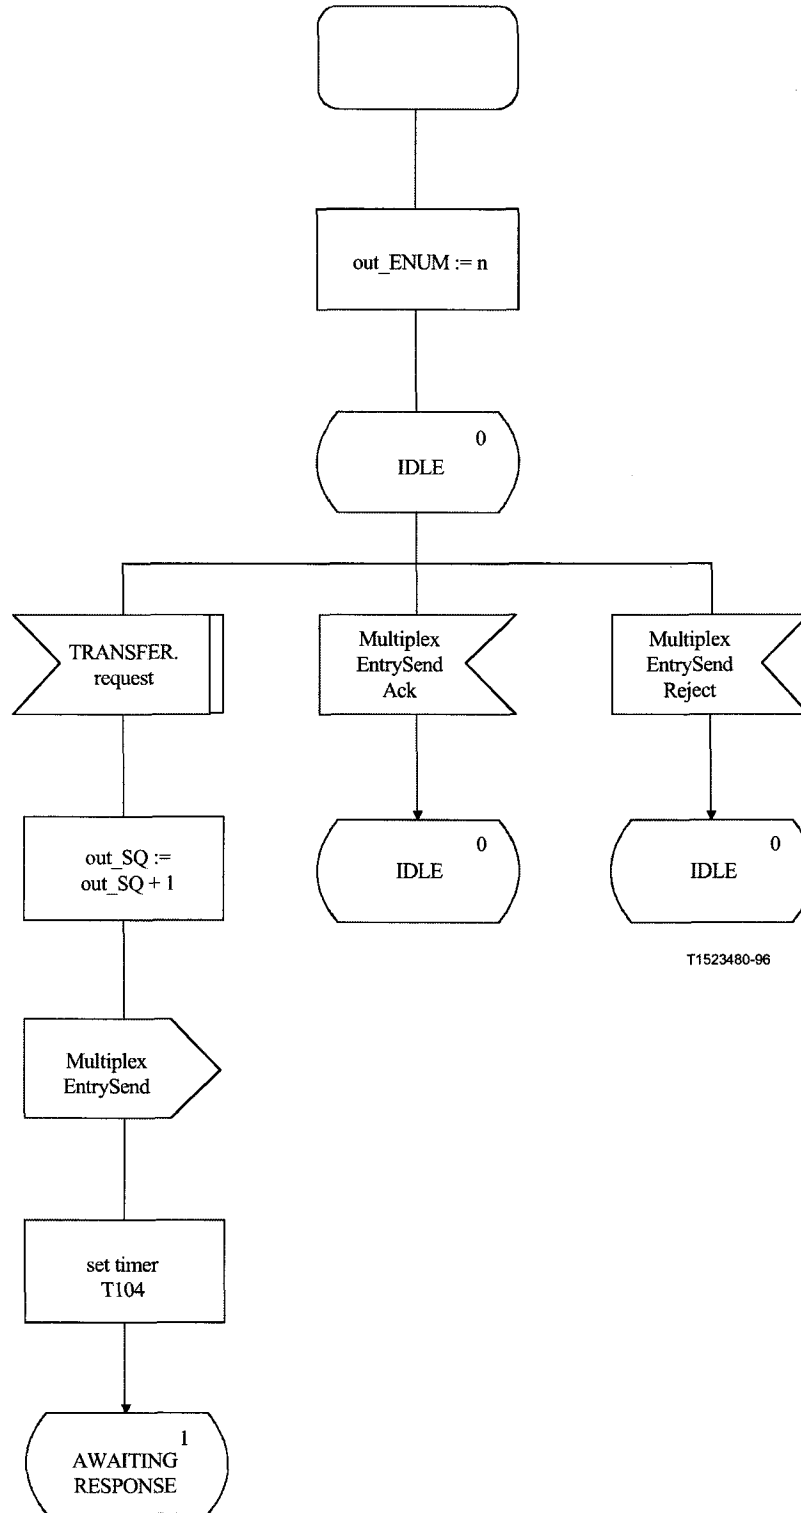 out_ENUM := n
0
IDLE
TRANSFER.
request
Multiplex
EntrySend
Ack
Multiplex
EntrySend
Reject
out_SQ :=
out_SQ + 1
0
IDLE
0
IDLE
T1523480-96
Multiplex
EntrySend
set timer
T104
1
AWAITING
RESPONSE